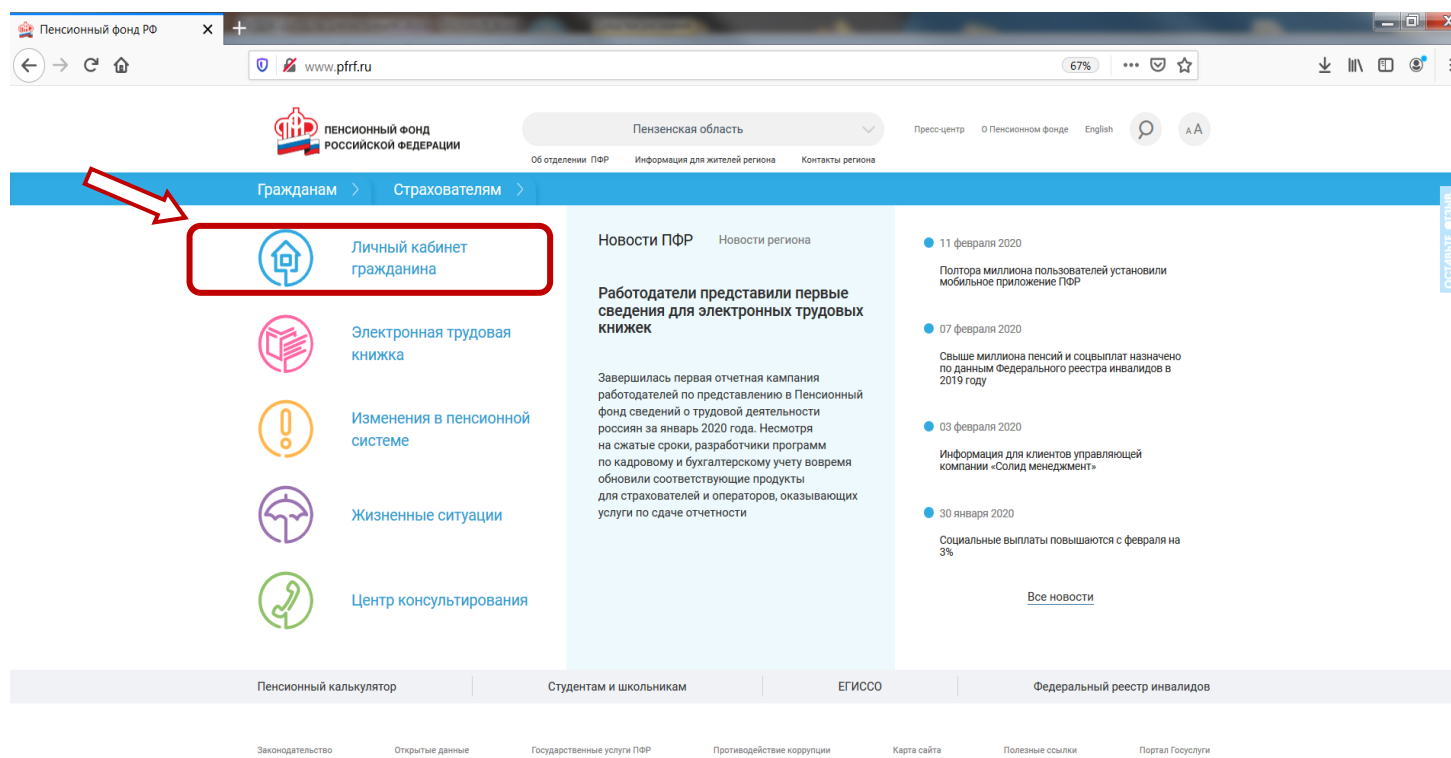 Пенсионный фонд РФ
www.pfrf.ru
67%
ПЕНСИОННЫЙ ФОНД
РОССИЙСКОЙ ФЕДЕРАЦИИ
Пензенская область
Пресс-центр О Пенсионном фонде English
A A
Об отделении ПФР Информация для жителей региона Контакты региона
Гражданам Страхователям
ОСТАВЬТЕ ОТЗЫВ
Личный кабинет
гражданина
Электронная трудовая
книжка
Изменения в пенсионной
системе
Жизненные ситуации
Центр консультирования
Новости ПФР Новости региона
Работодатели представили первые
сведения для электронных трудовых
книжек
Завершилась первая отчетная кампания
работодателей по представлению в Пенсионный
фонд сведений о трудовой деятельности
россиян за январь 2020 года. Несмотря
на сжатые сроки, разработчики программ
по кадровому и бухгалтерскому учету вовремя
обновили соответствующие продукты
для страхователей и операторов, оказывающих
услуги по сдаче отчетности
11 февраля 2020
Полтора миллиона пользователей установили
мобильное приложение ПФР
07 февраля 2020
Свыше миллиона пенсий и соцвыплат назначено
по данным Федерального реестра инвалидов в
2019 году
03 февраля 2020
Информация для клиентов управляющей
компании «Солид менеджмент»
30 января 2020
Социальные выплаты повышаются с февраля на
3%
Все новости
Пенсионный калькулятор Студентам и школьникам ЕГИССО Федеральный реестр инвалидов
Законодательство Открытые данные Государственные услуги ПФР Противодействие коррупции Карта сайта Полезные ссылки Портал Госуслуги